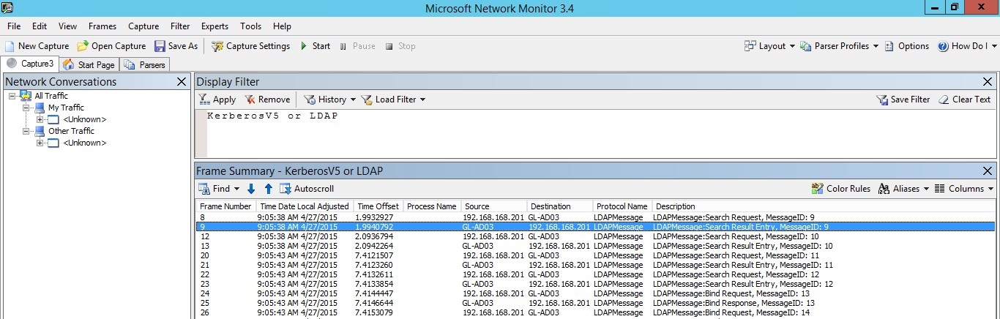 Microsoft Network Monitor 3.4
File Edit View Frames Capture Filter Experts Tools Help
New Capture Open Capture Save As Capture Settings Start Pause Stop Layout Parser Profiles Options How Do I
Capture3 Start Page Parsers
Network Conversations
All Traffic
My Traffic
<Unknown>
Other Traffic
<Unknown>
Display Filter
Apply Remove History Load Filter Save Filter Clear Text
KerberosV5 or LDAP
Frame Summary - KerberosV5 or LDAP
Find Autoscroll Color Rules Aliases Columns
Frame Number Time Date Local Adjusted Time Offset Process Name Source Destination Protocol Name Description
8 9:05:38 AM 4/27/2015 1.9932927 192.168.168.201 GL-AD03 LDAPMessage LDAPMessage:Search Request, MessageID: 9
9 9:05:38 AM 4/27/2015 1.9940792 GL-AD03 192.168.168.201 LDAPMessage LDAPMessage:Search Result Entry, MessageID: 9
12 9:05:38 AM 4/27/2015 2.0936794 192.168.168.201 GL-AD03 LDAPMessage LDAPMessage:Search Request, MessageID: 10
13 9:05:38 AM 4/27/2015 2.0942264 GL-AD03 192.168.168.201 LDAPMessage LDAPMessage:Search Result Entry, MessageID: 10
20 9:05:43 AM 4/27/2015 7.4121507 192.168.168.201 GL-AD03 LDAPMessage LDAPMessage:Search Request, MessageID: 11
21 9:05:43 AM 4/27/2015 7.4123260 GL-AD03 192.168.168.201 LDAPMessage LDAPMessage:Search Result Entry, MessageID: 11
22 9:05:43 AM 4/27/2015 7.4132611 192.168.168.201 GL-AD03 LDAPMessage LDAPMessage:Search Request, MessageID: 12
23 9:05:43 AM 4/27/2015 7.4133854 GL-AD03 192.168.168.201 LDAPMessage LDAPMessage:Search Result Entry, MessageID: 12
24 9:05:43 AM 4/27/2015 7.4144447 192.168.168.201 GL-AD03 LDAPMessage LDAPMessage:Bind Request, MessageID: 13
25 9:05:43 AM 4/27/2015 7.4146644 GL-AD03 192.168.168.201 LDAPMessage LDAPMessage:Bind Response, MessageID: 13
26 9:05:43 AM 4/27/2015 7.4153079 192.168.168.201 GL-AD03 LDAPMessage LDAPMessage:Bind Request, MessageID: 14